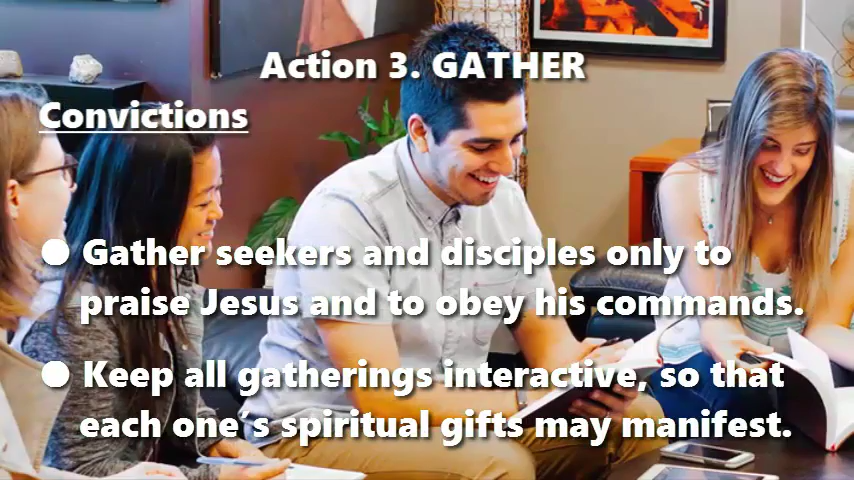 Action 3. GATHER
Convictions
● Gather seekers and disciples only to
praise Jesus and to obey his commands.
● Keep all gatherings interactive, so that
each one’s spiritual gifts may manifest.